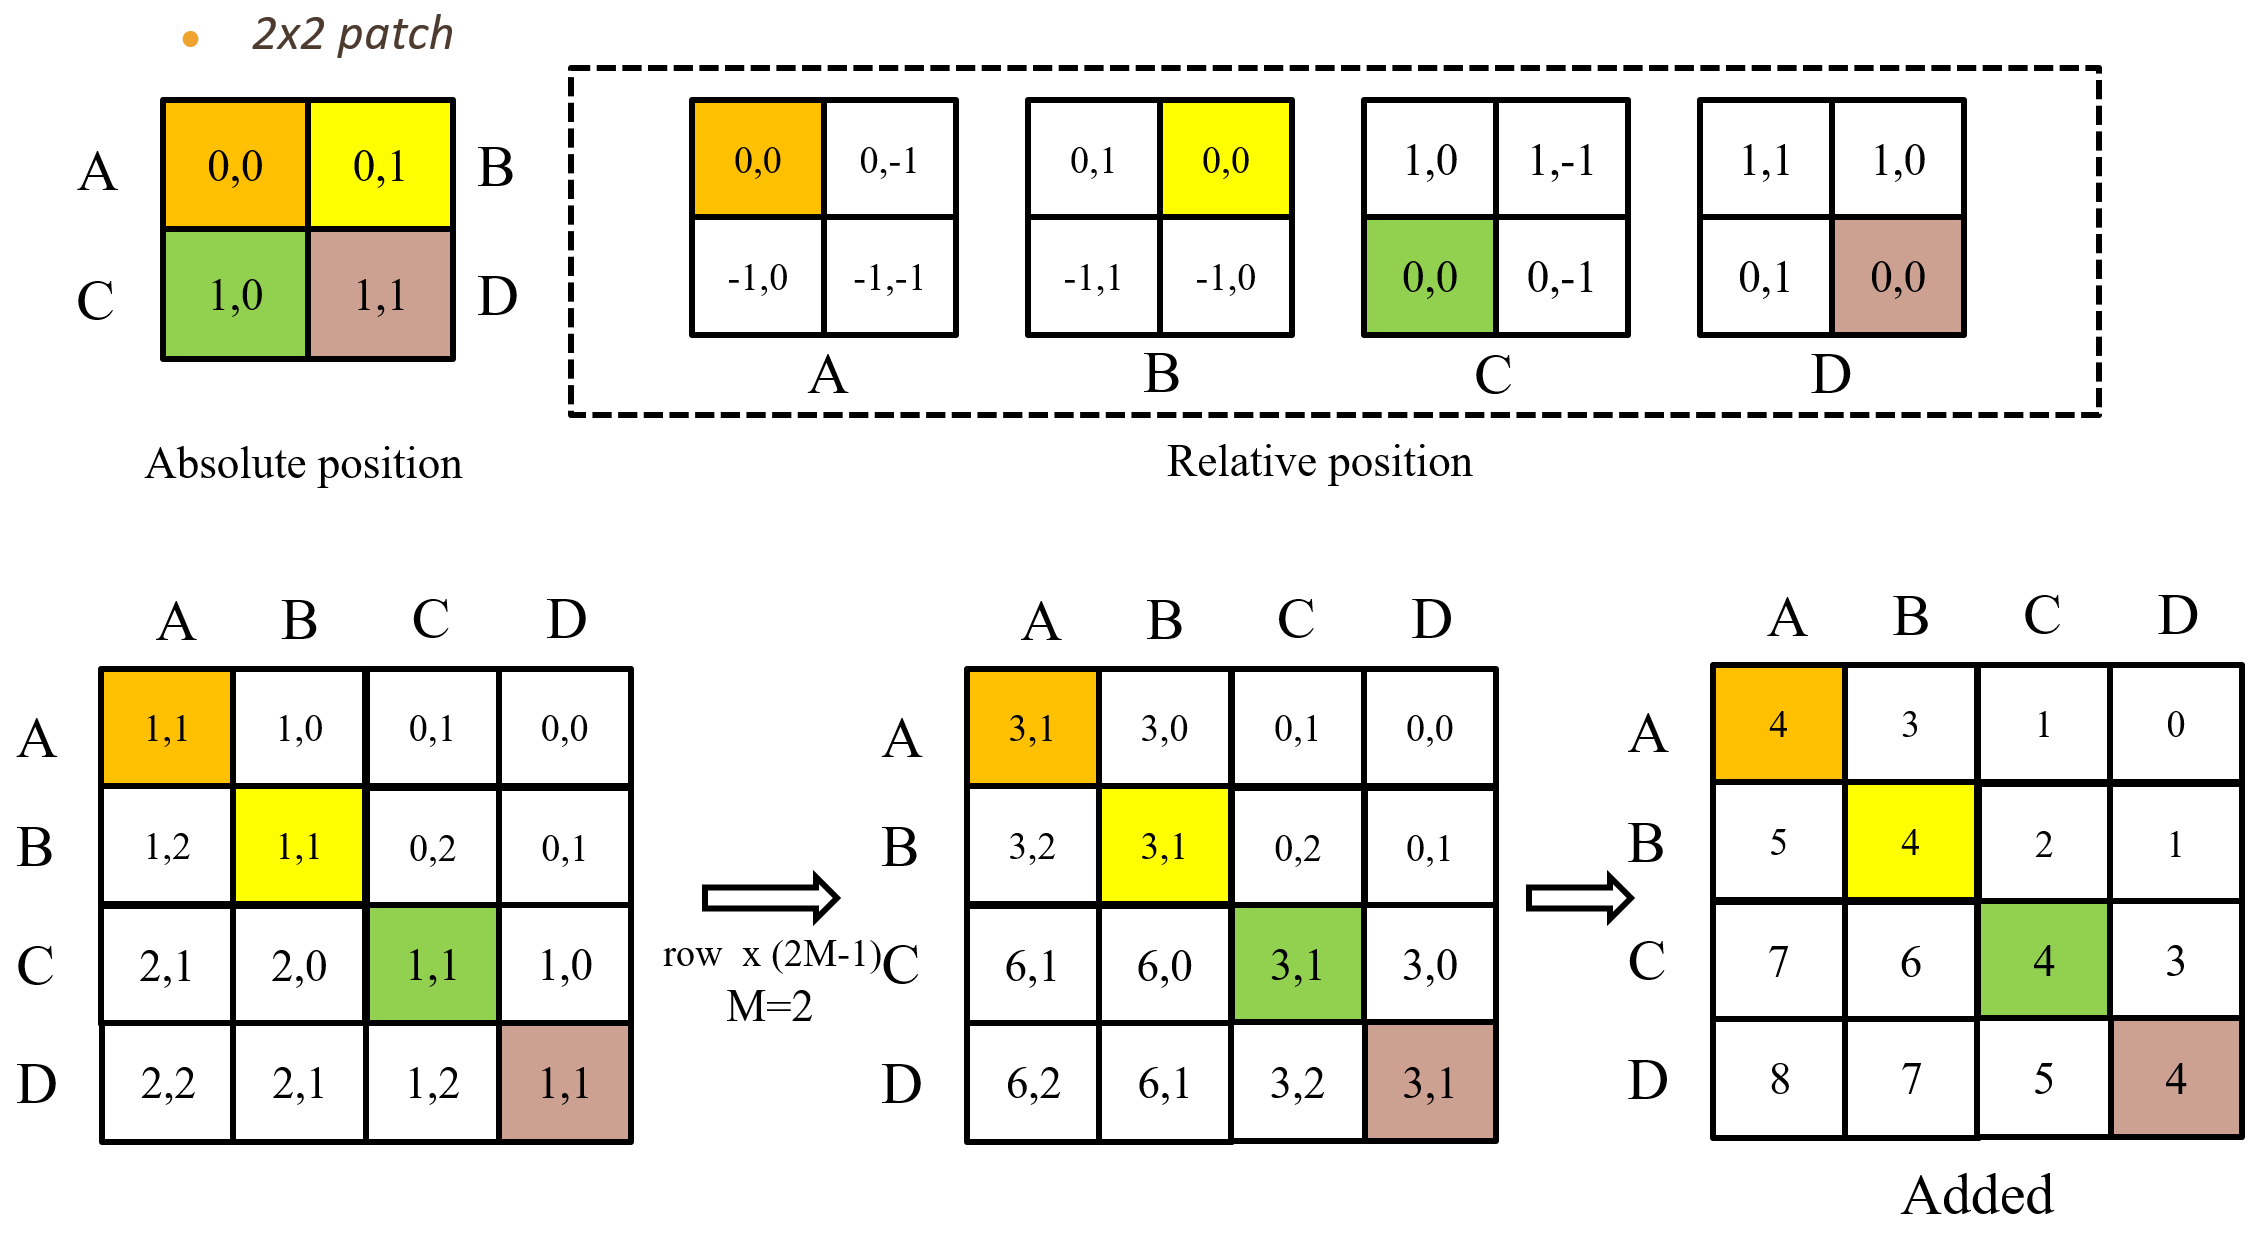 • 2x2 patch
A 0,0 0,1 B
C 1,0 1,1 D
Absolute position
0,0 0,-1
-1,0 -1,-1
A
0,1 0,0
-1,1 -1,0
B
1,0 1,-1
0,0 0,-1
C
1,1 1,0
0,1 0,0
D
Relative position
A B C D
A 1,1 1,0 0,1 0,0
B 1,2 1,1 0,2 0,1
C 2,1 2,0 1,1 1,0
D 2,2 2,1 1,2 1,1
row x (2M-1)
M=2
A B C D
A 3,1 3,0 0,1 0,0
B 3,2 3,1 0,2 0,1
C 6,1 6,0 3,1 3,0
D 6,2 6,1 3,2 3,1
A B C D
A 4 3 1 0
B 5 4 2 1
C 7 6 4 3
D 8 7 5 4
Added